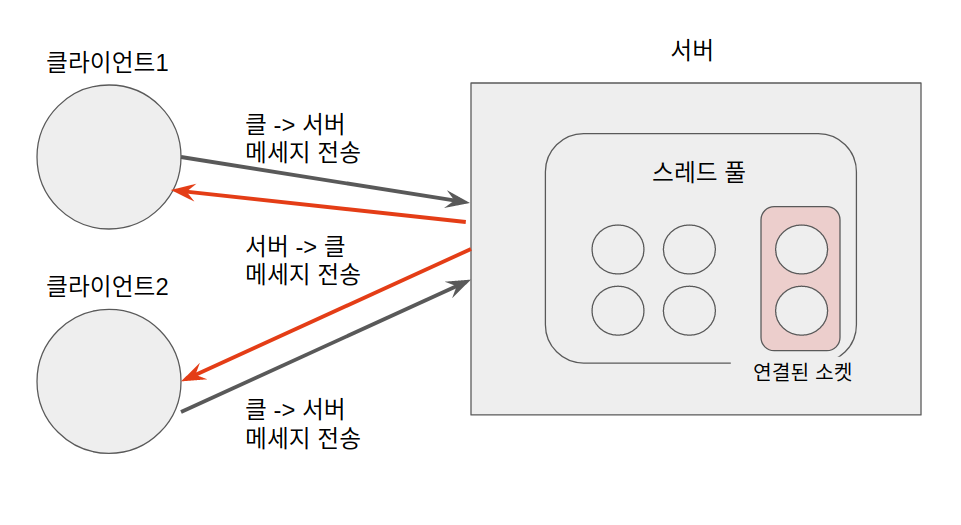 클라이언트1
클 -> 서버
메세지 전송
서버 -> 클
메세지 전송
클라이언트2
클 -> 서버
메세지 전송
서버
스레드 풀
연결된 소켓